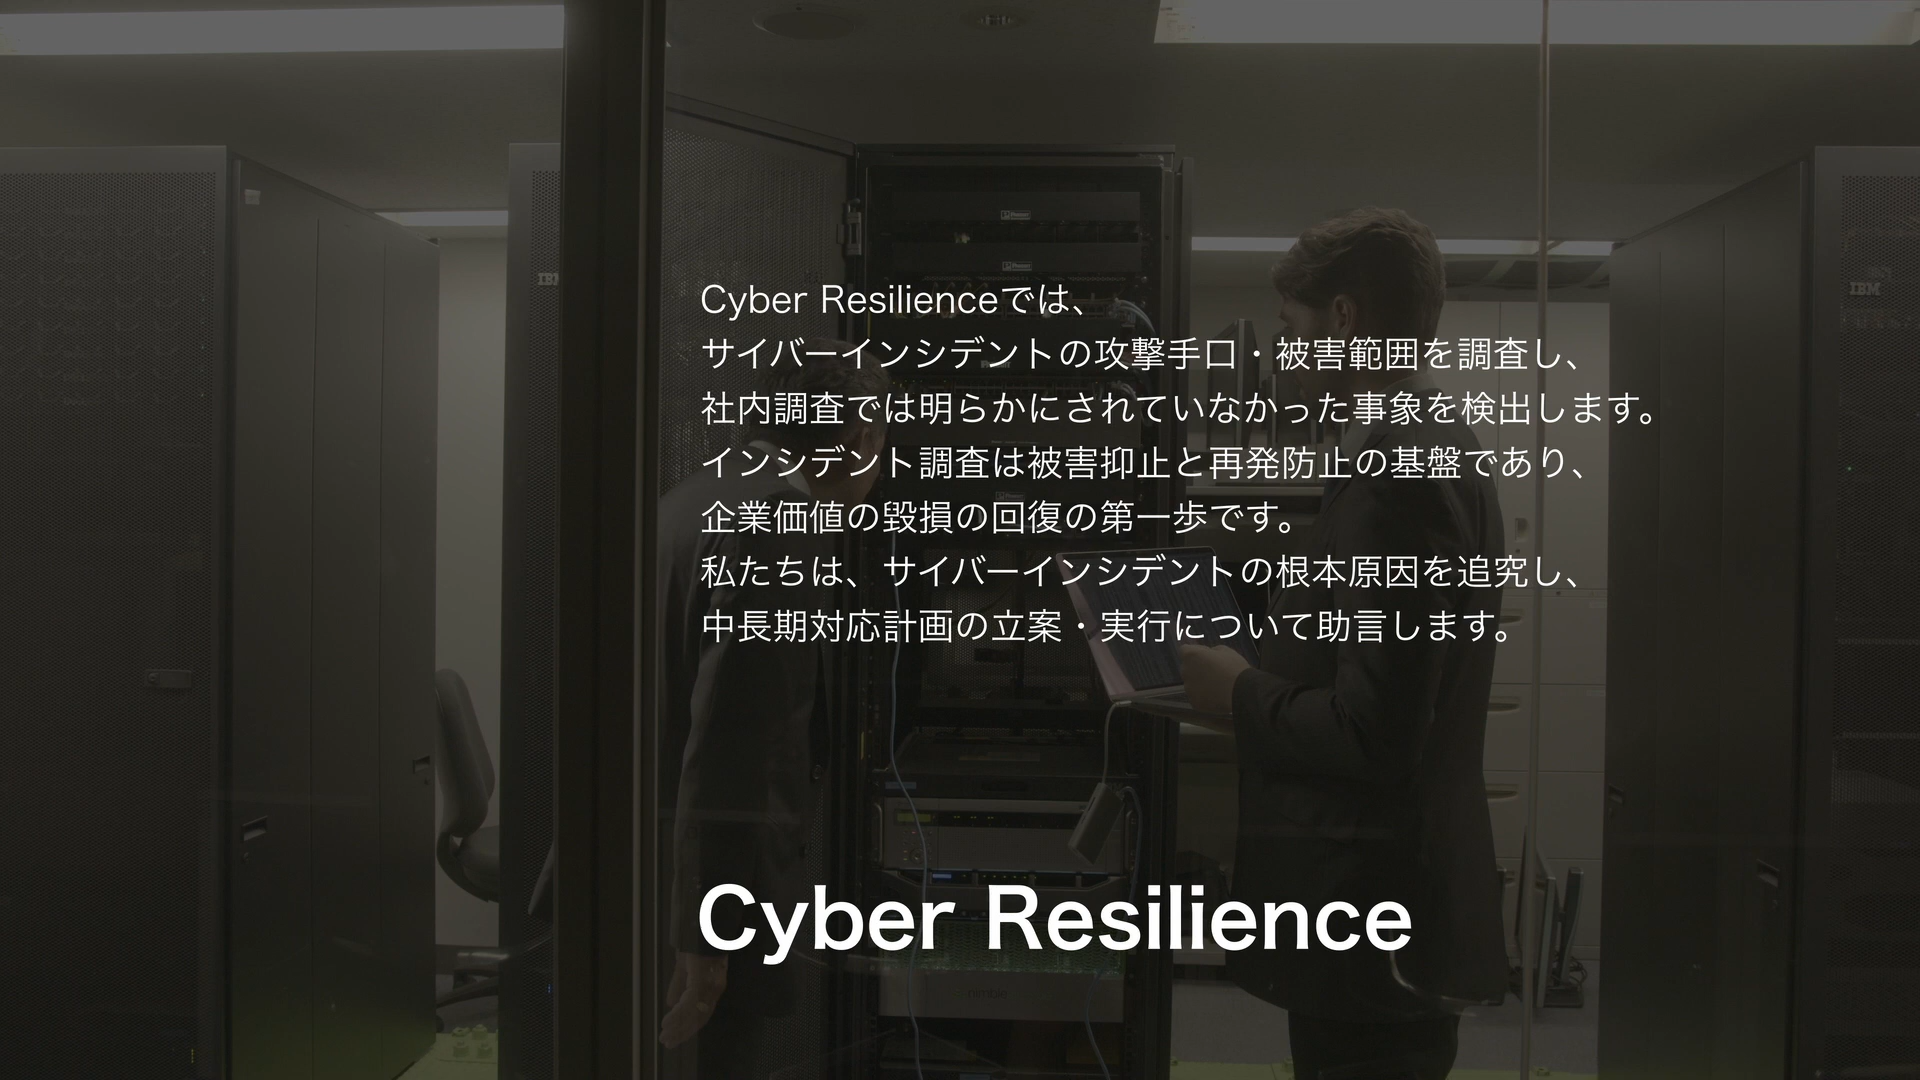 Cyber Resilienceでは、
サイバーインシデントの攻撃手口・被害範囲を調査し、
社内調査では明らかにされていなかった事象を検出します。
インシデント調査は被害抑止と再発防止の基盤であり、
企業価値の毀損の回復の第一歩です。
私たちは、サイバーインシデントの根本原因を追究し、
中長期対応計画の立案・実行について助言します。
Cyber Resilience
IBM
IBM
nimble